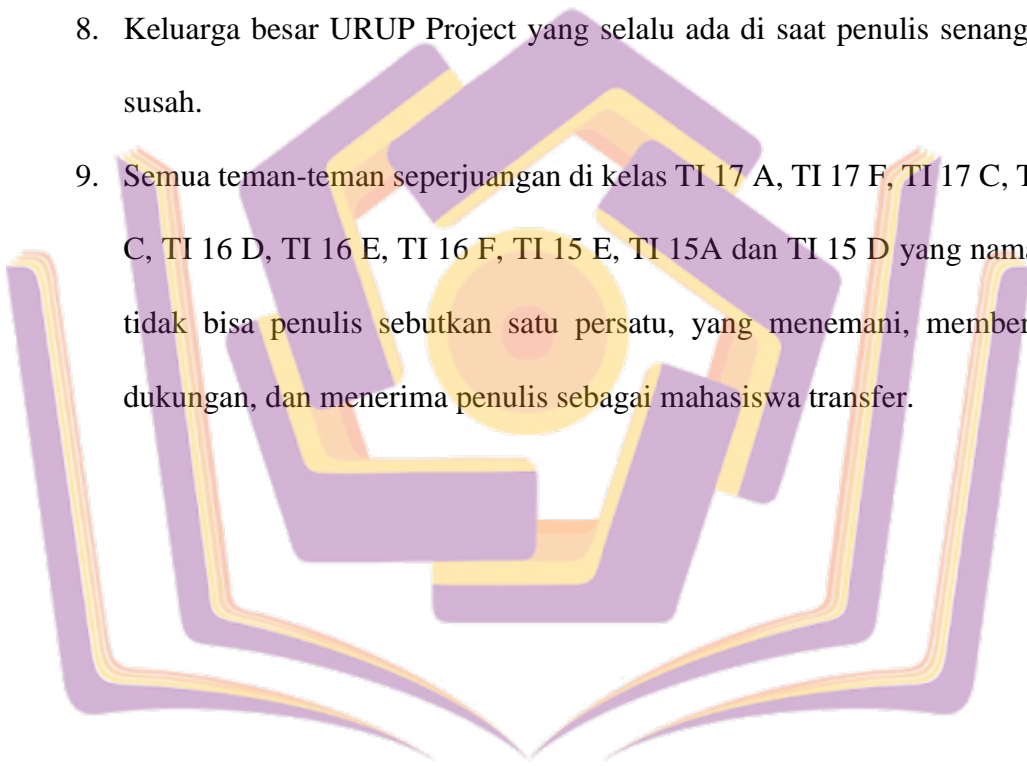 8. Keluarga besar URUP Project yang selalu ada di saat penulis senang
susah.
9. Semua teman-teman seperjuangan di kelas TI 17 A, TI 17 F, TI 17 C,
C, TI 16 D, TI 16 E, TI 16 F, TI 15 E, TI 15A dan TI 15 D yang
tidak bisa penulis sebutkan satu persatu, yang menemani,
dukungan, dan menerima penulis sebagai mahasiswa transfer.